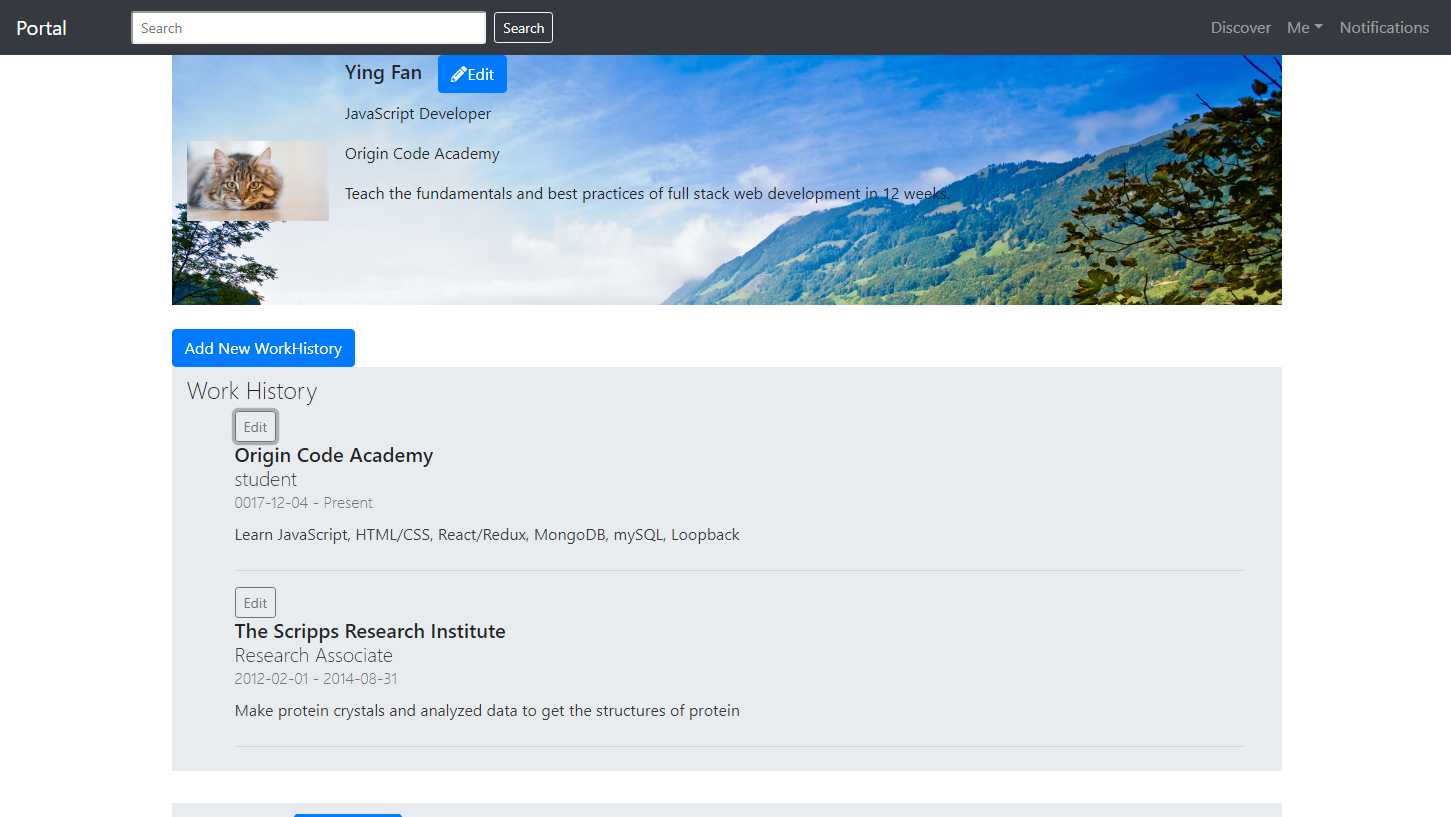 Portal
Search
Search
Discover
Me
Notifications
Ying Fan
Edit
JavaScript Developer
Origin Code Academy
Teach the fundamentals and best practices of full stack web development in 12 weeks.
Add New WorkHistory
Work History
Edit
Origin Code Academy
student
0017-12-04 - Present
Learn JavaScript, HTML/CSS, React/Redux, MongoDB, mySQL, Loopback
Edit
The Scripps Research Institute
Research Associate
2012-02-01 - 2014-08-31
Make protein crystals and analyzed data to get the structures of protein